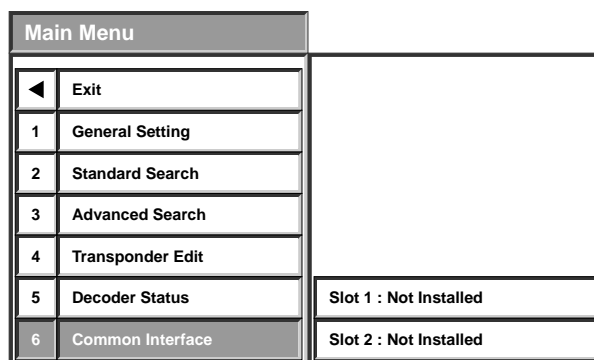 Main Menu
◀ Exit
1 General Setting
2 Standard Search
3 Advanced Search
4 Transponder Edit
5 Decoder Status
Slot 1 : Not Installed
6 Common Interface
Slot 2 : Not Installed